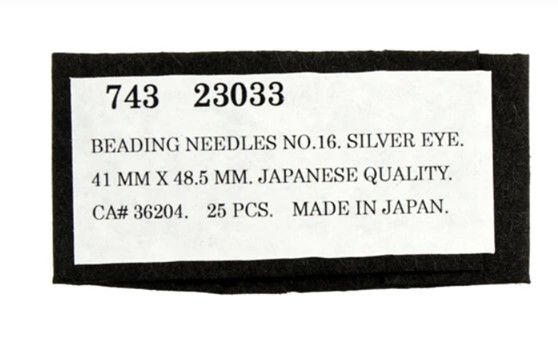 743 23033
BEADING NEEDLES NO.16. SILVER EYE.
41 MM X 48.5 MM. JAPANESE QUALITY.
CA# 36204. 25 PCS. MADE IN JAPAN.